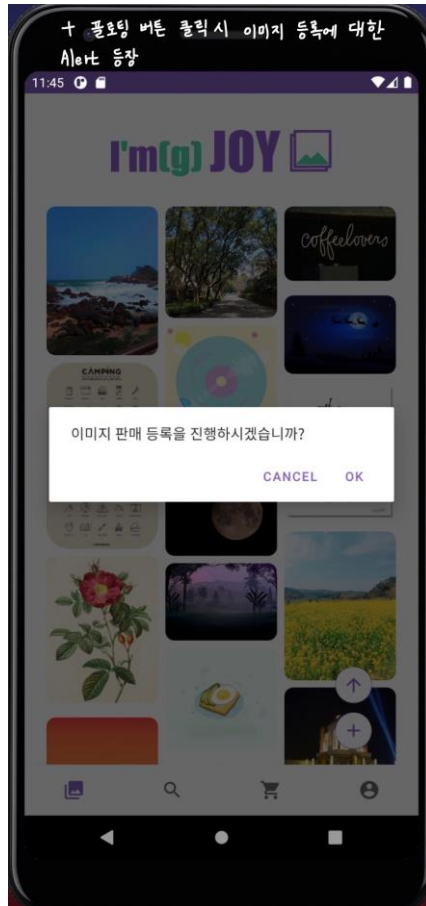 + 플로팅 버튼 클릭 시 이미지 등록에 대한
Alert 등장
11:45
I'm(g) JOY
coffeelovers
CAMPING
이미지 판매 등록을 진행하시겠습니까?
CANCEL OK